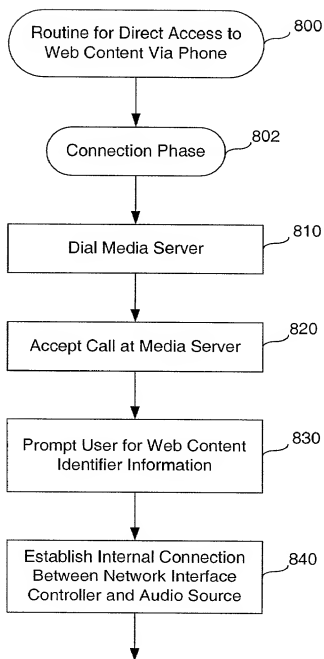 Routine for Direct Access to
Web Content Via Phone
800
Connection Phase
802
Dial Media Server
810
Accept Call at Media Server
820
Prompt User for Web Content
Identifier Information
830
Establish Internal Connection
Between Network Interface
Controller and Audio Source
840